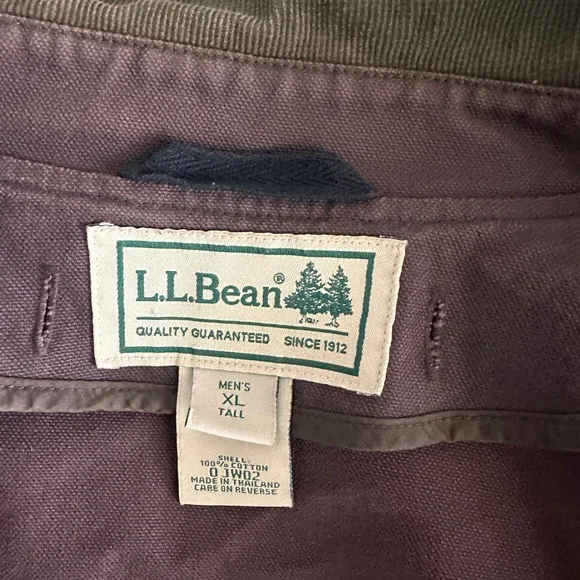 L.L.Bean®
QUALITY GUARANTEED SINCE 1912
MEN'S
XL
TALL
SHELL:
100% COTTON
0 JW02
MADE IN THAILAND
CARE ON REVERSE